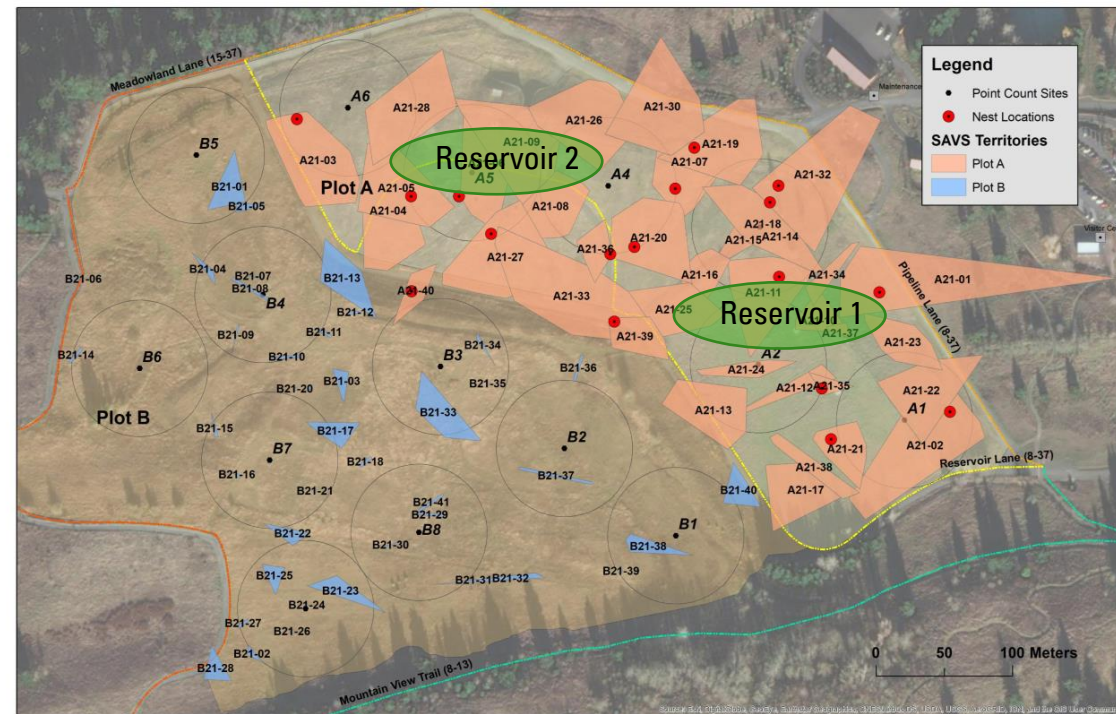 Meadowland Lane (15-37)
Maintenance
Legend
Point Count Sites
Nest Locations
SAVS Territories
Plot A
Plot B
Visitor Ce
A6
A21-28
A21-30
A21-26
A21-09
A21-19
B5
A21-03
Reservoir 2
A21-07
A21-32
Plot A
A5
A4
B21-01
A21-05
A21-08
B21-05
A21-04
A21-18
A21-15
A21-14
A21-20
A21-36
A21-27
B21-04
B21-07
B21-13
A21-16
A21-34
B21-06
B21-08
A21-01
A21-40
A21-33
A21-11
B4
B21-12
A21-25
Reservoir 1
Pipeline Lane (8-37)
B21-09
B21-11
A21-39
A21-37
B21-34
A21-23
B21-14
B6
B21-10
B3
A2
B21-36
A21-24
B21-03
B21-35
B21-20
A21-12
A21-35
A21-22
B21-33
A21-13
Plot B
A1
B21-15
B21-17
A21-02
B7
B2
A21-21
B21-18
Reservoir Lane (8-37)
B21-16
A21-38
B21-37
B21-21
B21-40
A21-17
B21-41
B21-29
B21-22
B8
B1
B21-30
B21-38
B21-25
B21-39
B21-31
B21-32
B21-23
B21-24
B21-27
B21-26
B21-02
B21-28
0 50 100 Meters
Mountain View Trail (8-13)